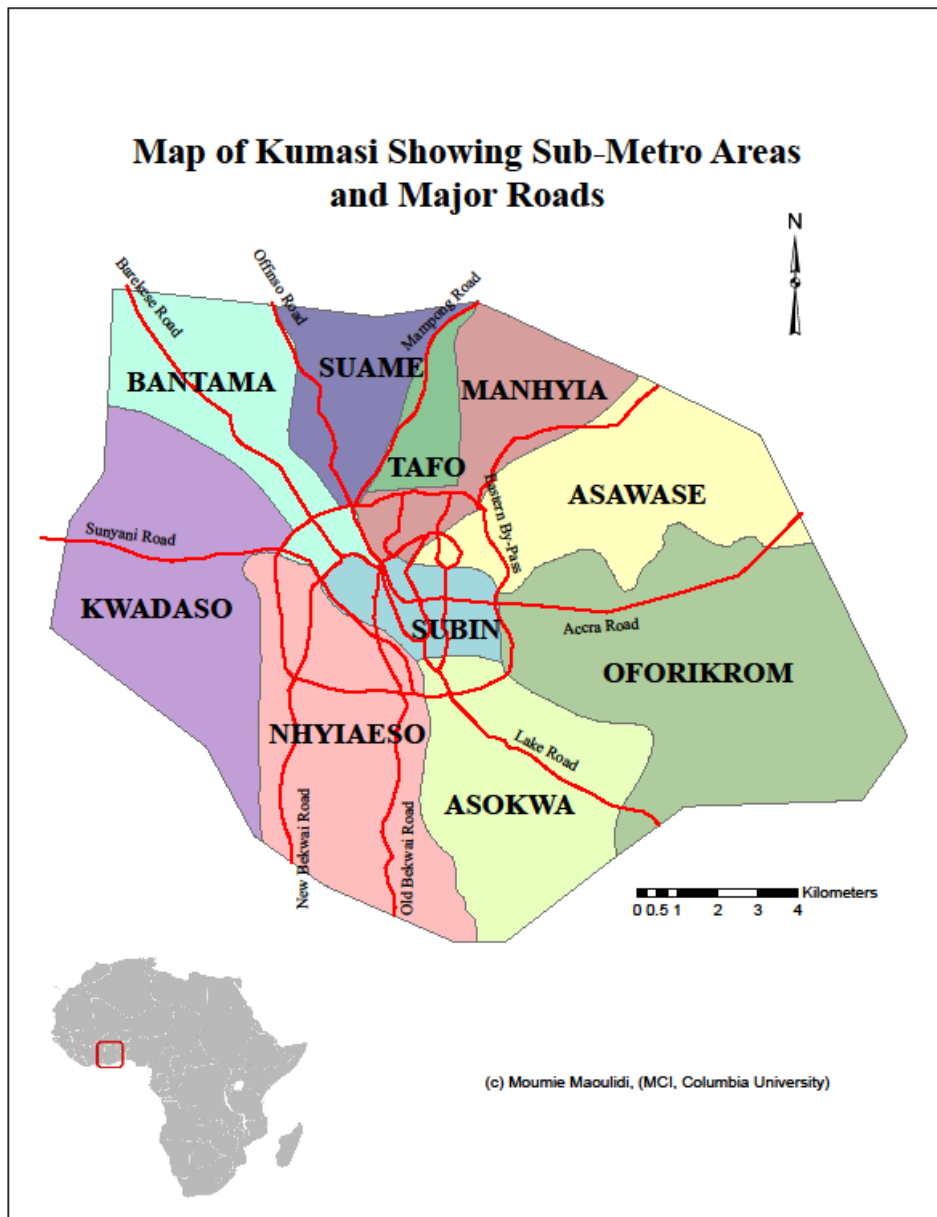 Map of Kumasi Showing Sub-Metro Areas
and Major Roads
N
Barekese Road
Offinso Road
Mampong Road
SUAME
BANTAMA
MANHYIA
TAFO
ASAWASE
Eastern By-Pass
Sunyani Road
KWADASO
SUBIN
Accra Road
OFORIKROM
NHYIAESO
Lake Road
ASOKWA
New Bekwai Road
Old Bekwai Road
Kilometers
0 0.5 1 2 3 4
(c) Moumie Maoulidi, (MCI, Columbia University)